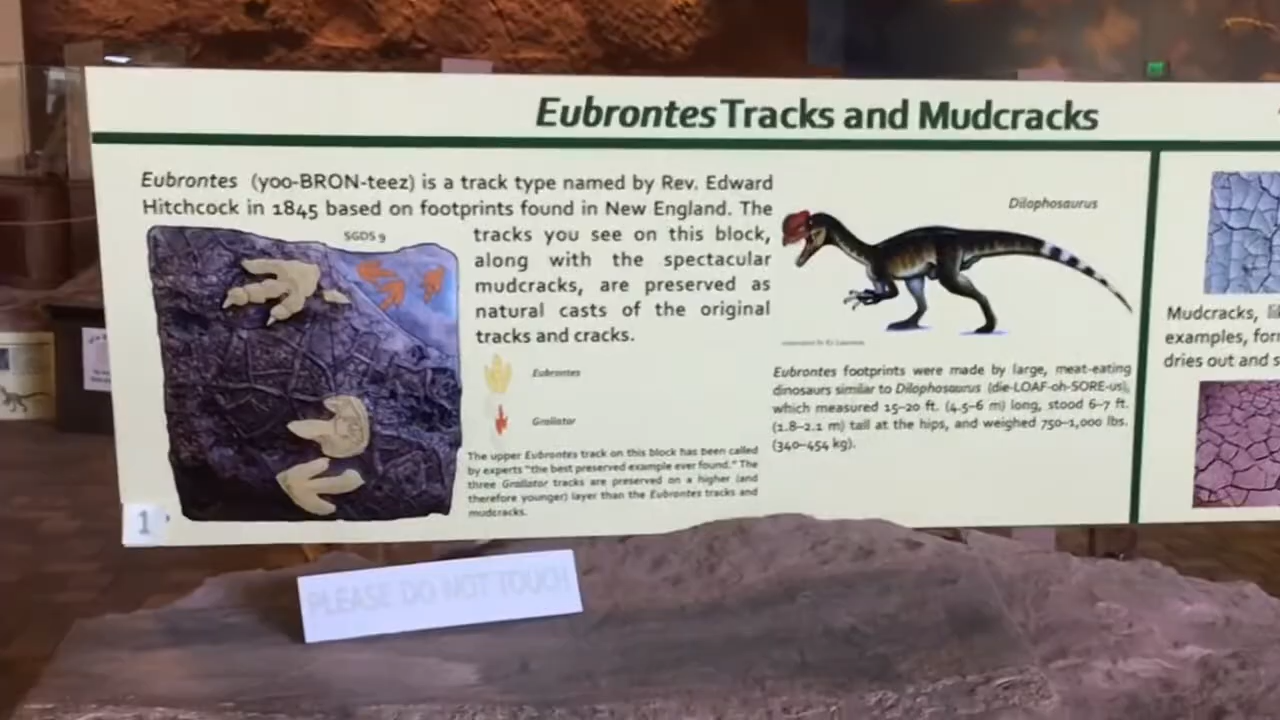 Eubrontes Tracks and Mudcracks
Eubrontes (yoo-BRON-teez) is a track type named by Rev. Edward
Hitchcock in 1845 based on footprints found in New England. The
tracks you see on this block,
along with the spectacular
mudcracks, are preserved as
natural casts of the original
tracks and cracks.
SGDS 9
Eubrontes
Grallator
The upper Eubrontes track on this block has been called
by experts "the best preserved example ever found." The
three Grallator tracks are preserved on a higher (and
therefore younger) layer than the Eubrontes tracks and
mudcracks.
Dilophosaurus
Eubrontes footprints were made by large, meat-eating
dinosaurs similar to Dilophosaurus (die-LOAF-oh-SORE-us),
which measured 15–20 ft. (4.5–6 m) long, stood 6–7 ft.
(1.8–2.1 m) tall at the hips, and weighed 750–1,000 lbs.
(340–454 kg).
Mudcracks,
examples,
dries out and
1
PLEASE DO NOT TOUCH